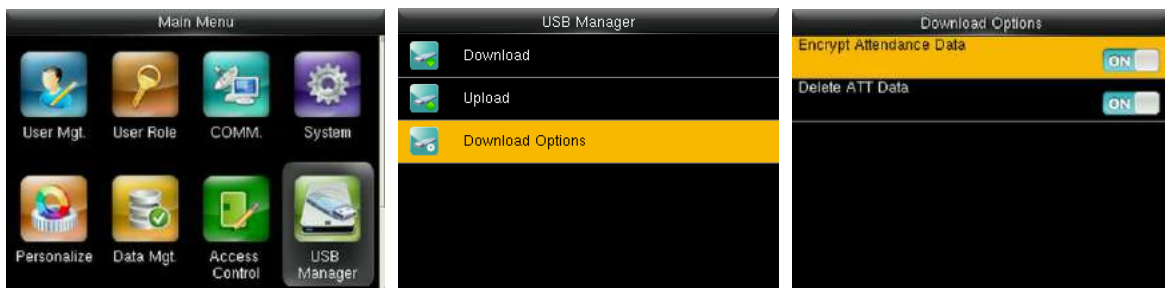 Main Menu
User Mgt.
User Role
COMM.
System
Personalize
Data Mgt.
Access
Control
USB
Manager
USB Manager
Download
Upload
Download Options
Download Options
Encrypt Attendance Data
ON
Delete ATT Data
ON